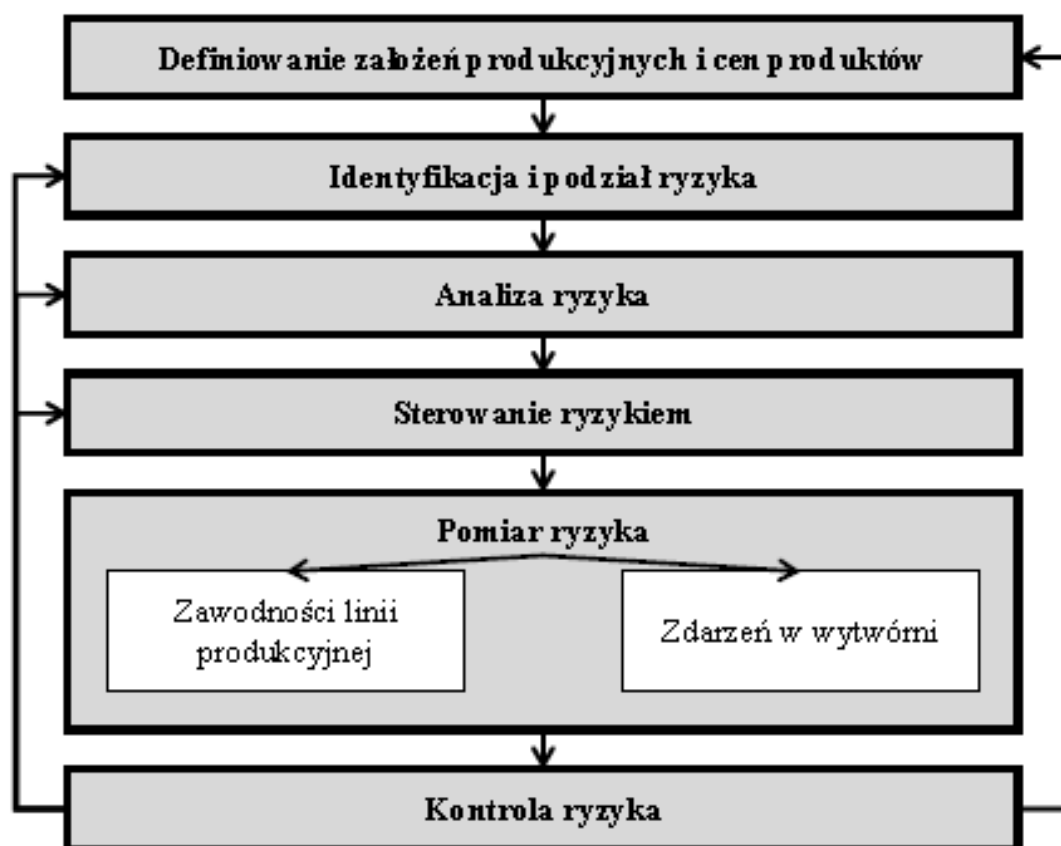 Definiowanie założeń produkcyjnych i cen produktów
Identyfikacja i podział ryzyka
Analiza ryzyka
Sterowanie ryzykiem
Pomiar ryzyka
Zawodności linii
produkcyjnej
Zdarzeń w wytwórni
Kontrola ryzyka